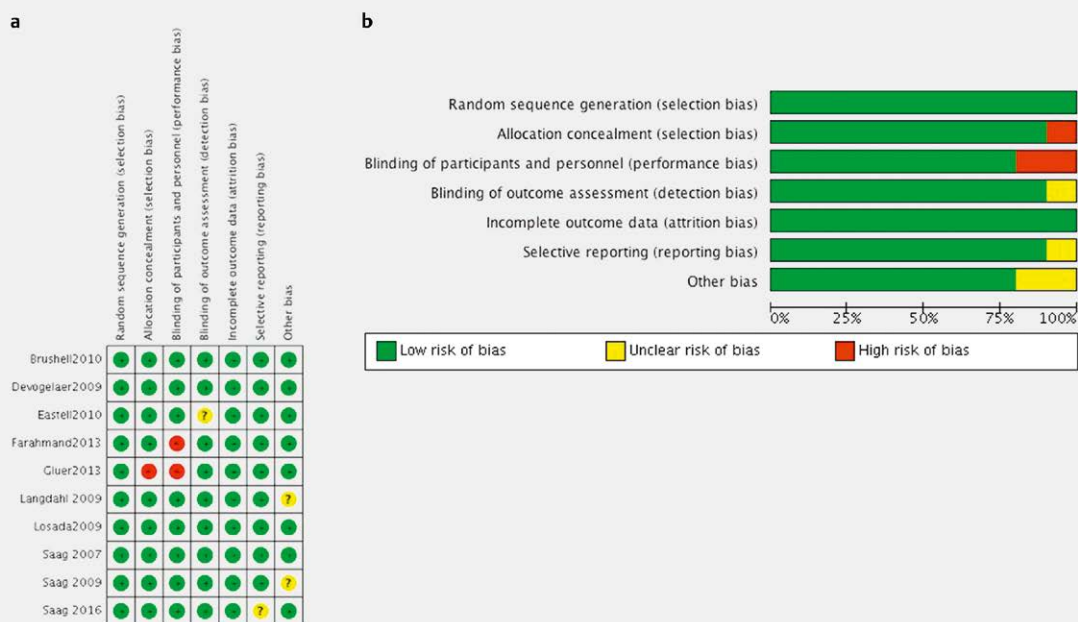 a
Random sequence generation (selection bias)
Allocation concealment (selection bias)
Blinding of participants and personnel (performance bias)
Blinding of outcome assessment (detection bias)
Incomplete outcome data (attrition bias)
Selective reporting (reporting bias)
Other bias
Brushell2010
Devogelaer2009
Eastell2010
?
Farahmand2013
Gluer2013
Langdahl 2009
?
Losada2009
Saag 2007
Saag 2009
?
Saag 2016
?
b
Random sequence generation (selection bias)
Allocation concealment (selection bias)
Blinding of participants and personnel (performance bias)
Blinding of outcome assessment (detection bias)
Incomplete outcome data (attrition bias)
Selective reporting (reporting bias)
Other bias
0% 25% 50% 75% 100%
Low risk of bias Unclear risk of bias High risk of bias